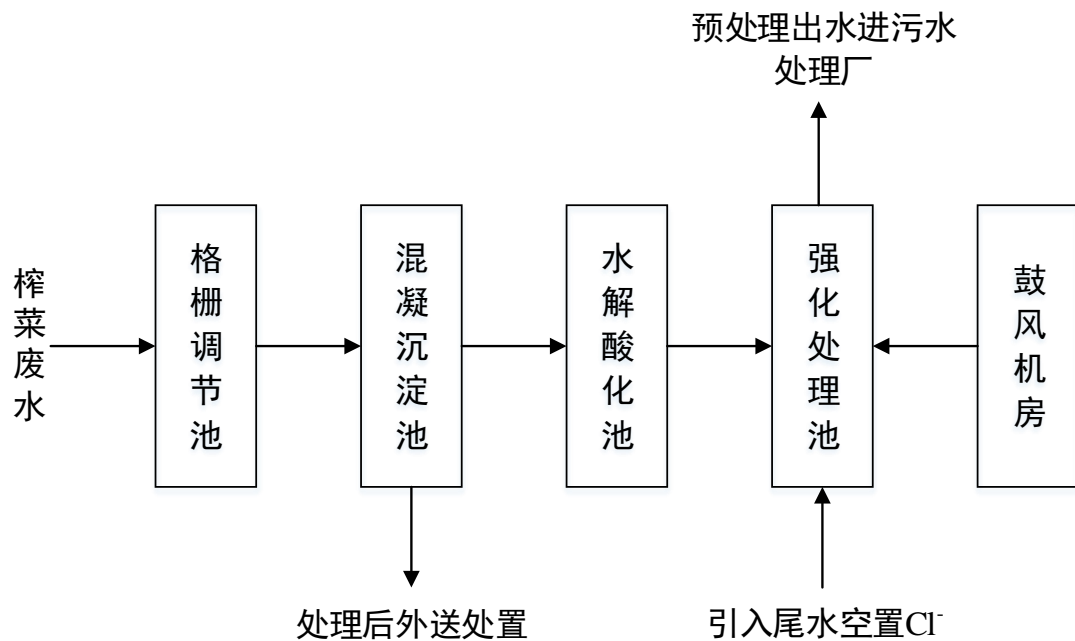 预处理出水进污水
处理厂
榨菜废水
格栅调节池
混凝沉淀池
水解酸化池
强化处理池
鼓风机房
处理后外送处置
引入尾水空置Cl⁻